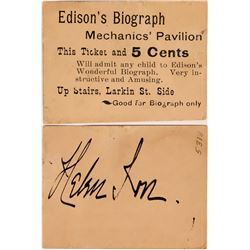 Edison's Biograph
Mechanics' Pavilion
This Ticket and 5 Cents
Will admit any child to Edison's
Wonderful Biograph. Very in-
structive and Amusing.
Up Stairs, Larkin St. Side
Good for Biograph only